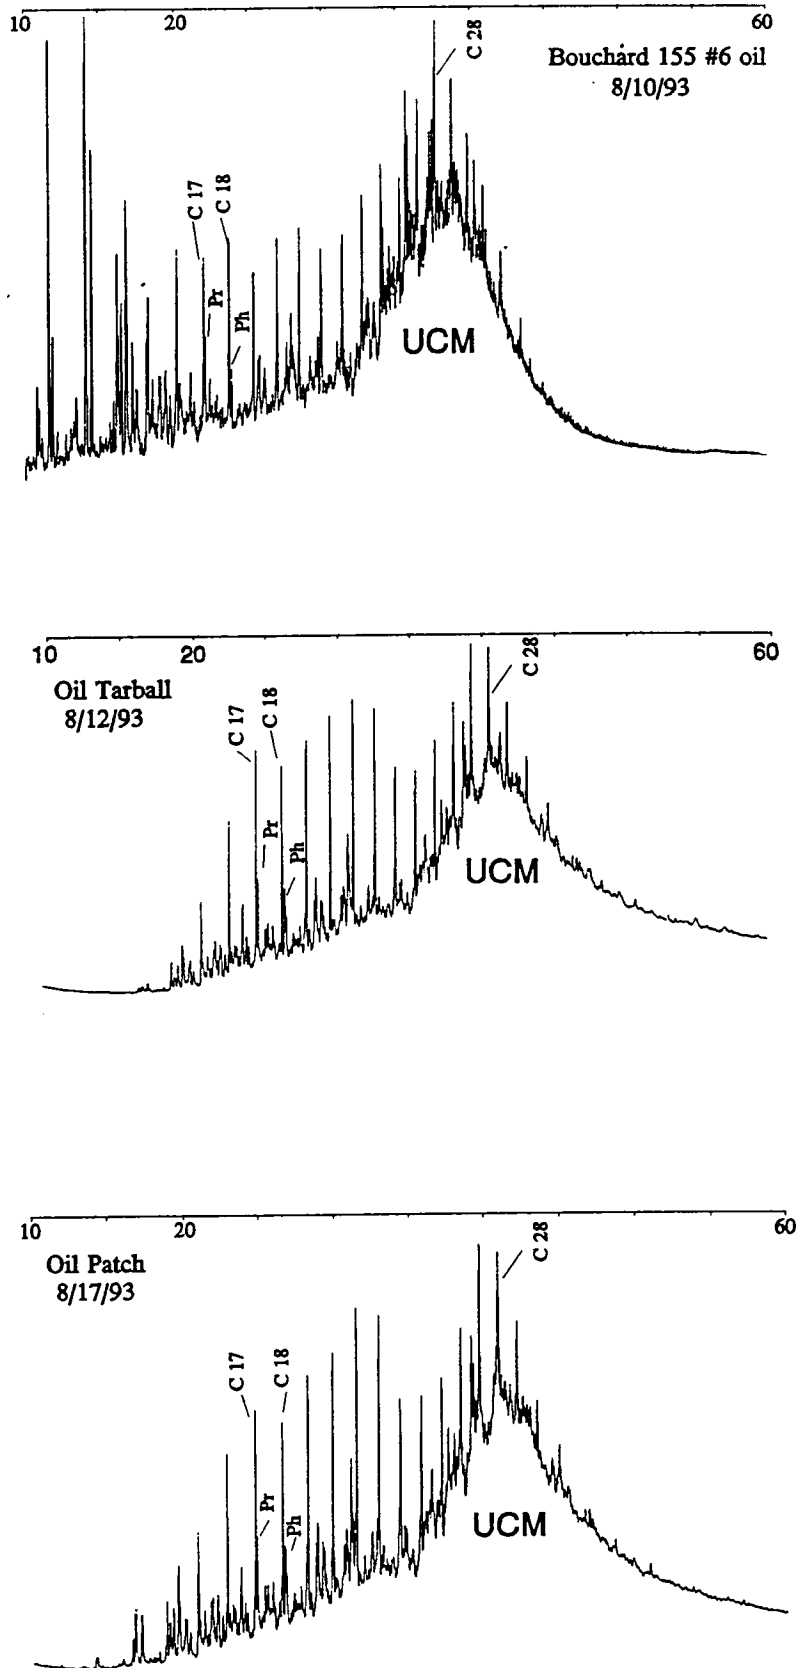 10 20 60
C 28
Bouchard 155 #6 oil
8/10/93
C 17
C 18
Pr
Ph
UCM
10 20 60
C 28
Oil Tarball
8/12/93
C 17
C 18
Pr
Ph
UCM
10 20 60
C 28
Oil Patch
8/17/93
C 17
C 18
Pr
Ph
UCM